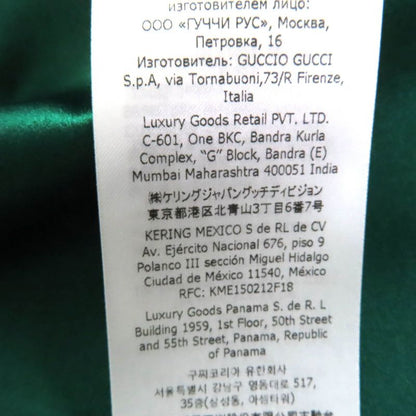 изготовителем лицо:
ООО «ГУЧЧИ РУС», Москва,
Петровка, 16
Изготовитель: GUCCIO GUCCI
S.p.A, via Tornabuoni,73/R Firenze,
Italia
Luxury Goods Retail PVT. LTD.
C-601, One BKC, Bandra Kurla
Complex, “G” Block, Bandra (E)
Mumbai Maharashtra 400051 India
㈱ケリングジャパングッチディビジョン
東京都港区北青山3丁目6番7号
KERING MEXICO S de RL de CV
Av. Ejército Nacional 676, piso 9
Polanco III sección Miguel Hidalgo
Ciudad de México 11540, México
RFC: KME150212F18
Luxury Goods Panama S. de R. L
Building 1959, 1st Floor, 50th Street
and 55th Street, Panama, Republic
of Panama
구찌코리아 유한회사
서울특별시 강남구 영동대로 517,
35층(삼성동, 아셈타워)